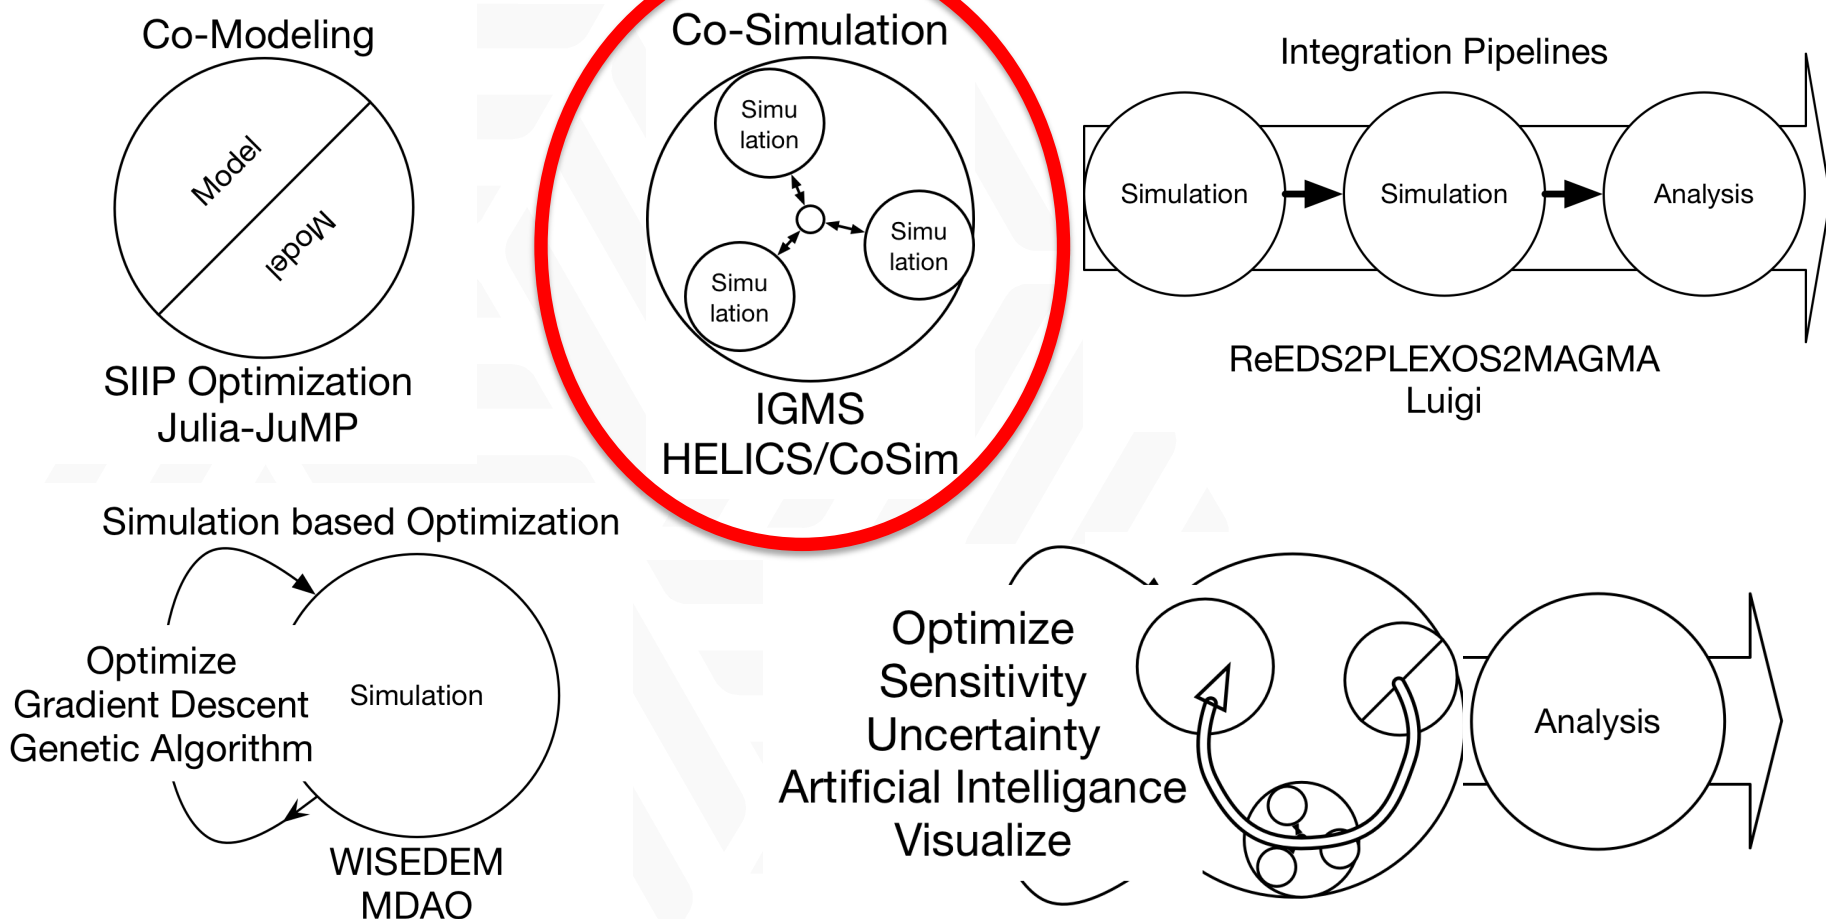 Co-Modeling
Model
Model
SIIP Optimization
Julia-JuMP
Co-Simulation
Simu
lation
Simu
lation
Simu
lation
IGMS
HELICS/CoSim
Integration Pipelines
Simulation
Simulation
Analysis
ReEDS2PLEXOS2MAGMA
Luigi
Simulation based Optimization
Optimize
Gradient Descent
Genetic Algorithm
Simulation
WISEDEM
MDAO
Optimize
Sensitivity
Uncertainty
Artificial Intelligance
Visualize
Analysis